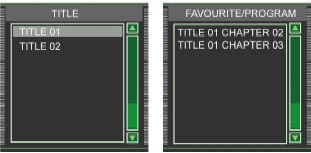 TITLE
TITLE 01
TITLE 02
FAVOURITE/PROGRAM
TITLE 01 CHAPTER 02
TITLE 01 CHAPTER 03